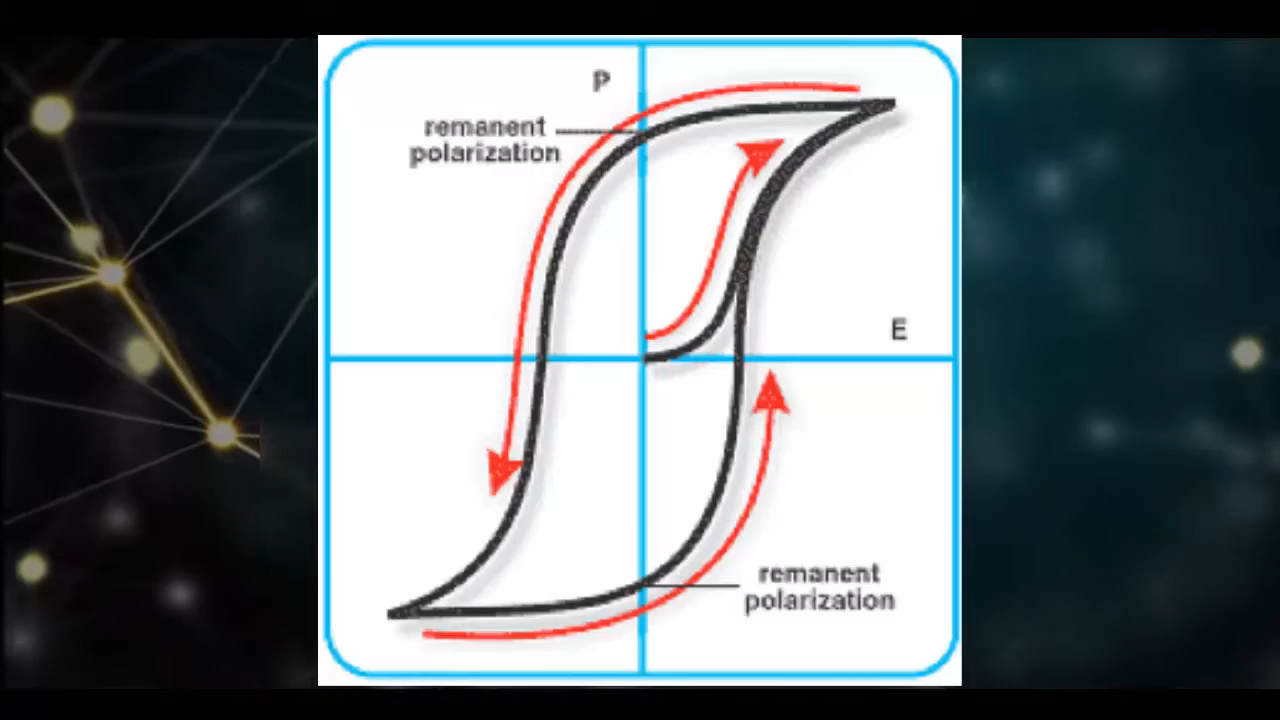 P
remanent
polarization
E
remanent
polarization